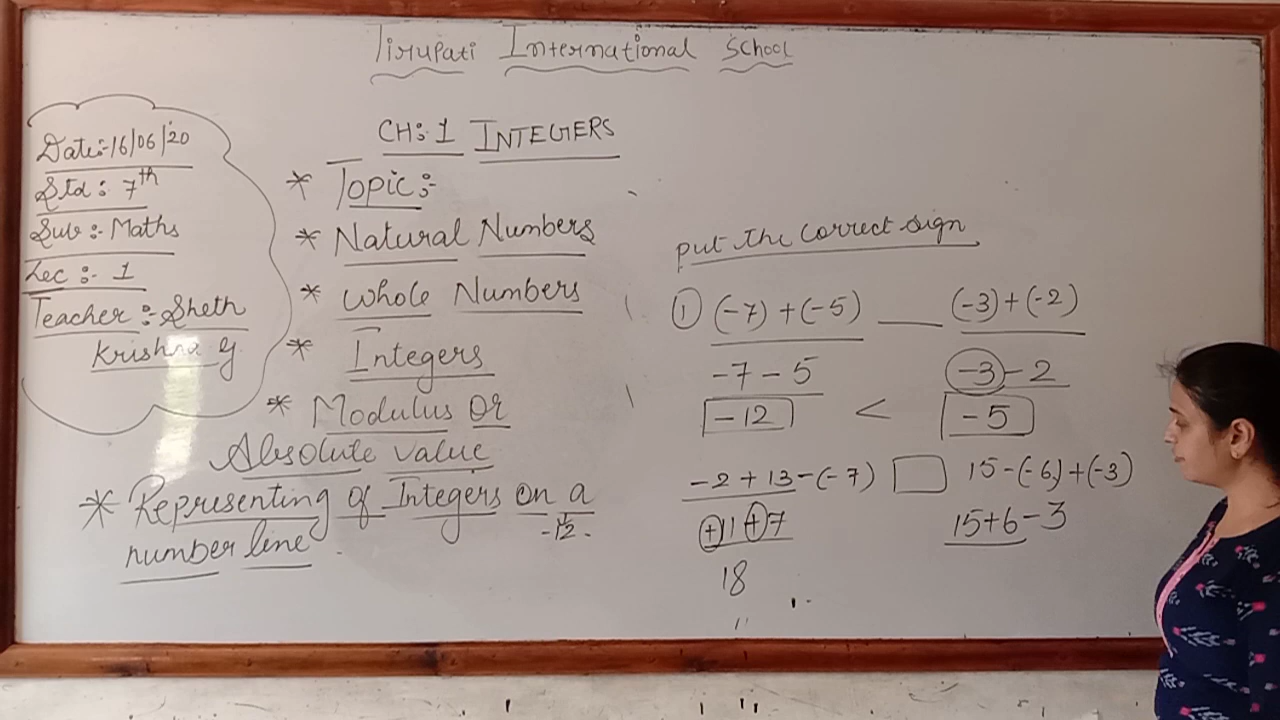 Tirupati International School
Date:-16/06/20
Std : 7th
Sub :- Maths
Lec :- 1
Teacher : Sheth
Krishna y
CH: 1 INTEGERS
* Topic :-
* Natural Numbers
* Whole Numbers
* Integers
* Modulus Or
Absolute value
* Representing of Integers on a
number line
-12.
put the correct sign
① (-7) + (-5) ___ (-3) + (-2)
-7 - 5 -3 - 2
-12 < -5
-2 + 13 - (-7) □ 15 - (-6) + (-3)
+11 + 7 15 + 6 - 3
18